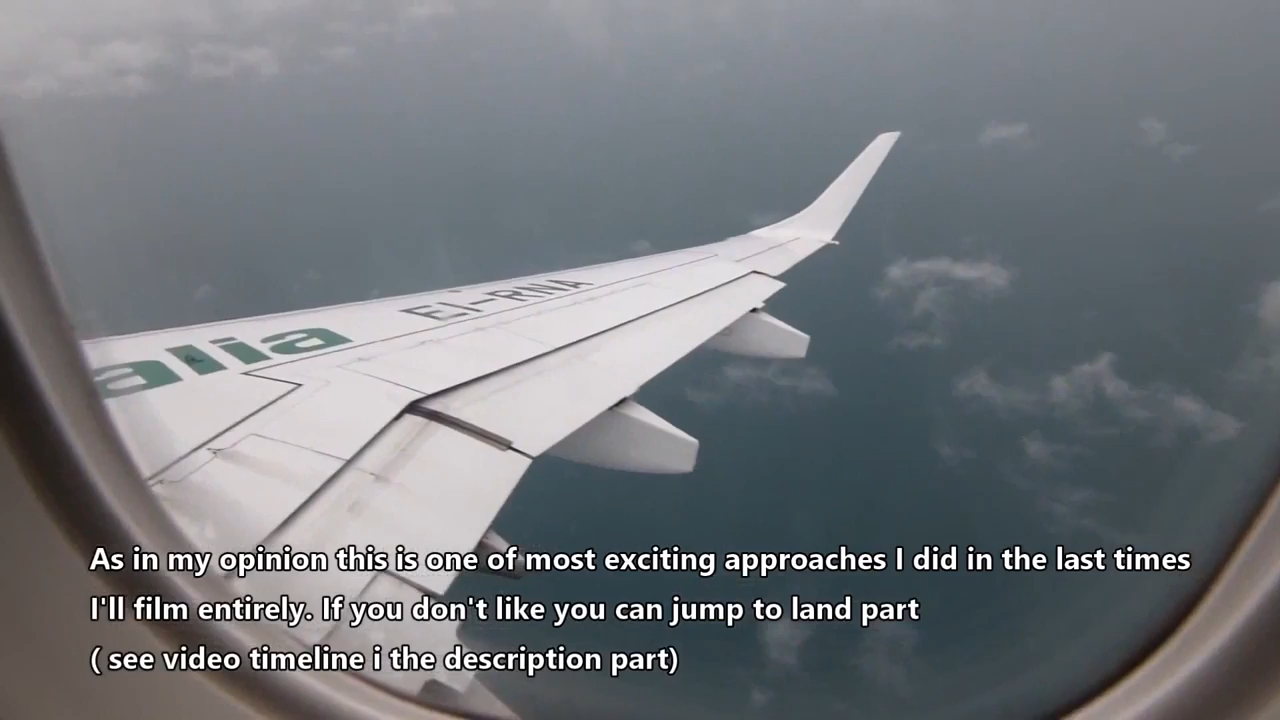 EI-RNA
alia
As in my opinion this is one of most exciting approaches I did in the last times
I'll film entirely. If you don't like you can jump to land part
( see video timeline i the description part)